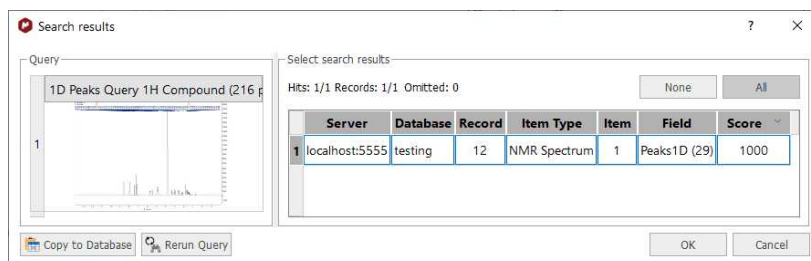 Search results
?
Query
1D Peaks Query 1H Compound (216 p
1
Select search results
Hits: 1/1 Records: 1/1 Omitted: 0
None
All
Server Database Record Item Type Item Field Score
1 localhost:5555 testing 12 NMR Spectrum 1 Peaks1D (29) 1000
Copy to Database
Rerun Query
OK
Cancel